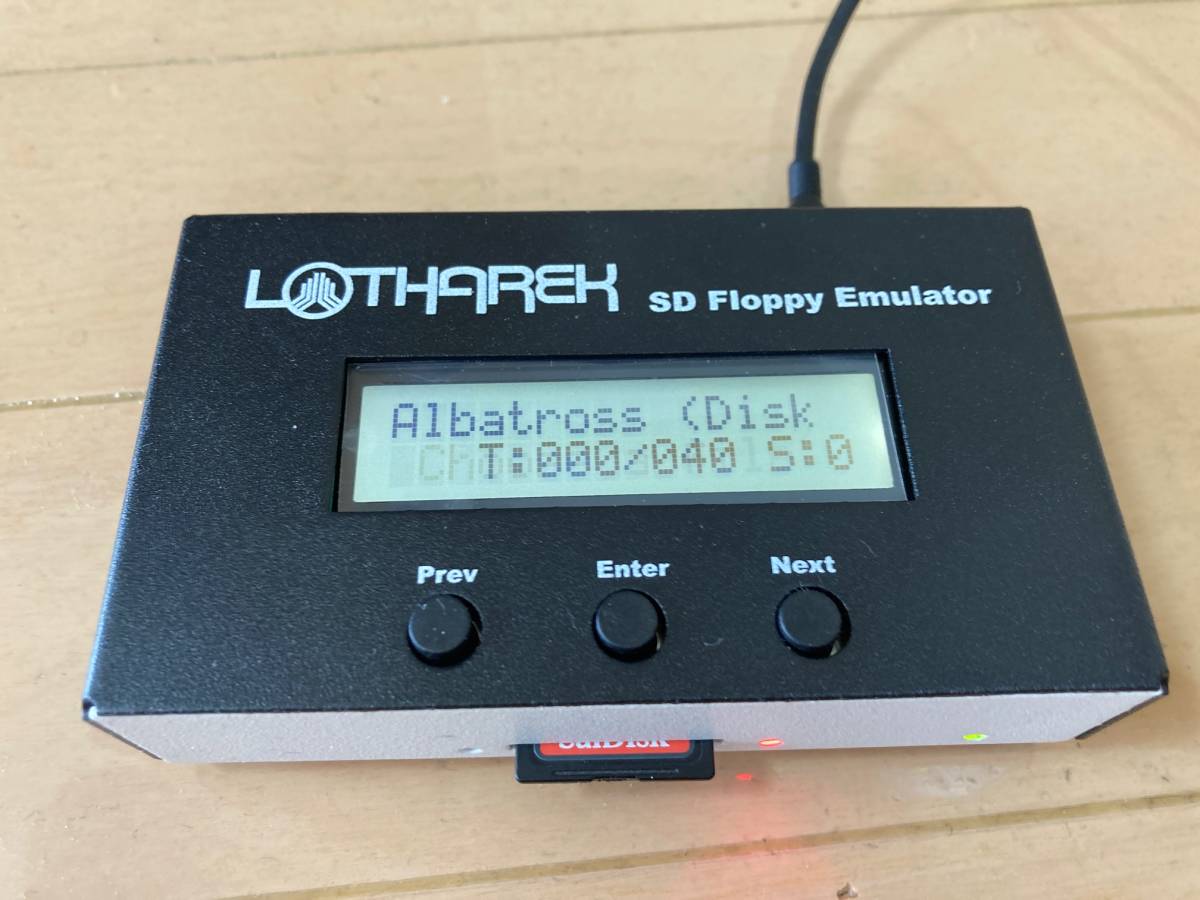 LOTHAREK SD Floppy Emulator
Albatross (Disk
T:000/040 S:0
Prev Enter Next
SanDisk